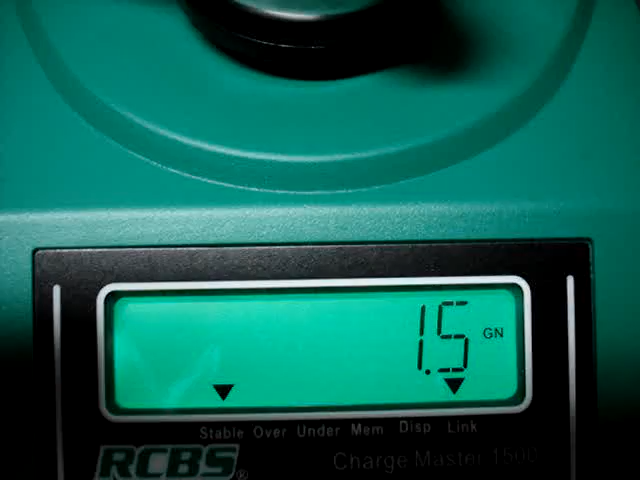 1.5 GN
Stable Over Under Mem Disp Link
RCBS®
Charge Master 1500